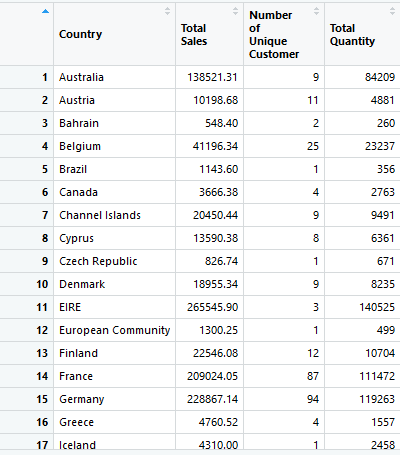 Country Total Sales Number of Unique Customer Total Quantity
1 Australia 138521.31 9 84209
2 Austria 10198.68 11 4881
3 Bahrain 548.40 2 260
4 Belgium 41196.34 25 23237
5 Brazil 1143.60 1 356
6 Canada 3666.38 4 2763
7 Channel Islands 20450.44 9 9491
8 Cyprus 13590.38 8 6361
9 Czech Republic 826.74 1 671
10 Denmark 18955.34 9 8235
11 EIRE 265545.90 3 140525
12 European Community 1300.25 1 499
13 Finland 22546.08 12 10704
14 France 209024.05 87 111472
15 Germany 228867.14 94 119263
16 Greece 4760.52 4 1557
17 Iceland 4310.00 1 2458